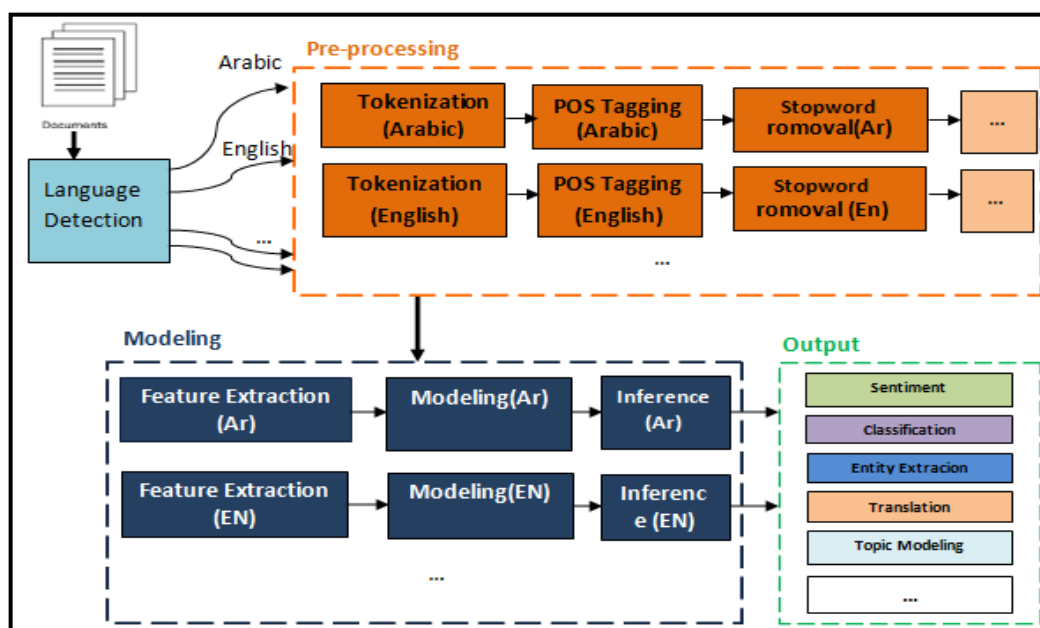 Documents
Language
Detection
Arabic
English
...
Pre-processing
Tokenization
(Arabic)
POS Tagging
(Arabic)
Stopword
romoval(Ar)
...
Tokenization
(English)
POS Tagging
(English)
Stopword
romoval (En)
...
...
Modeling
Feature Extraction
(Ar)
Modeling(Ar)
Inference
(Ar)
Feature Extraction
(EN)
Modeling(EN)
Inferenc
e (EN)
...
Output
Sentiment
Classification
Entity Extracion
Translation
Topic Modeling
...